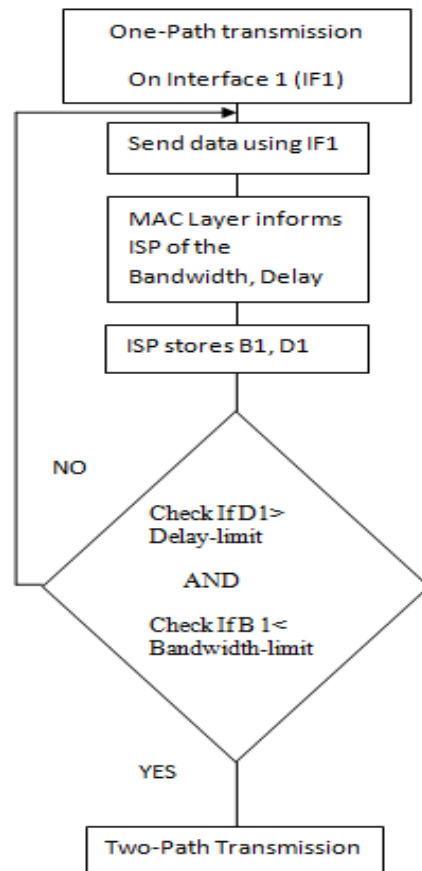 One-Path transmission
On Interface 1 (IF1)
Send data using IF1
MAC Layer informs
ISP of the
Bandwidth, Delay
ISP stores B1, D1
NO
Check If D1>
Delay-limit
AND
Check If B 1<
Bandwidth-limit
YES
Two-Path Transmission